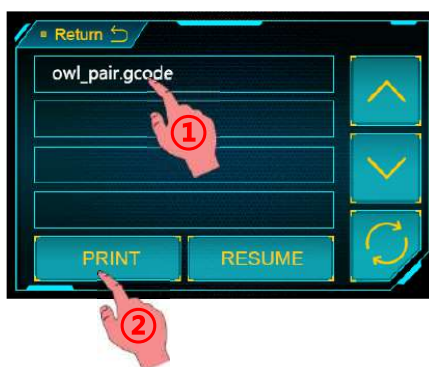 Return
owl_pair.gcode
①
PRINT RESUME
②